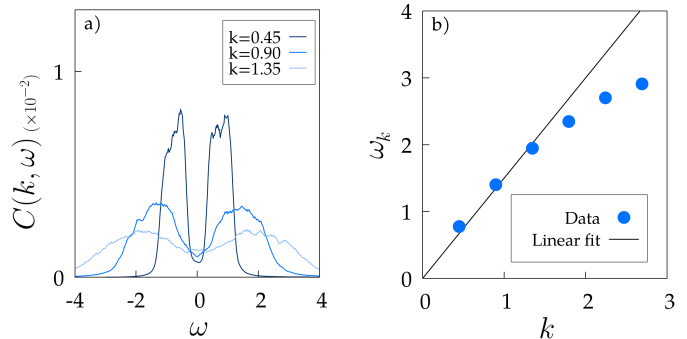 a)
k=0.45
k=0.90
k=1.35
C(k, ω) (×10⁻²)
1
0
-4 -2 0 2 4
ω
b)
4
3
2
1
0
ω_k
Data
Linear fit
0 1 2 3
k